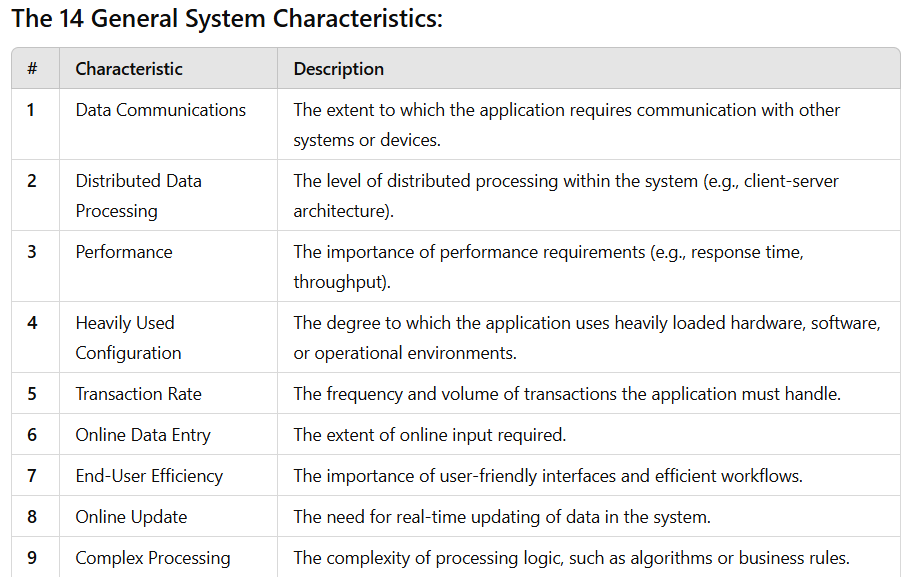 The 14 General System Characteristics:
# Characteristic Description
1 Data Communications The extent to which the application requires communication with other
systems or devices.
2 Distributed Data The level of distributed processing within the system (e.g., client-server
Processing architecture).
3 Performance The importance of performance requirements (e.g., response time,
throughput).
4 Heavily Used The degree to which the application uses heavily loaded hardware, software,
Configuration or operational environments.
5 Transaction Rate The frequency and volume of transactions the application must handle.
6 Online Data Entry The extent of online input required.
7 End-User Efficiency The importance of user-friendly interfaces and efficient workflows.
8 Online Update The need for real-time updating of data in the system.
9 Complex Processing The complexity of processing logic, such as algorithms or business rules.